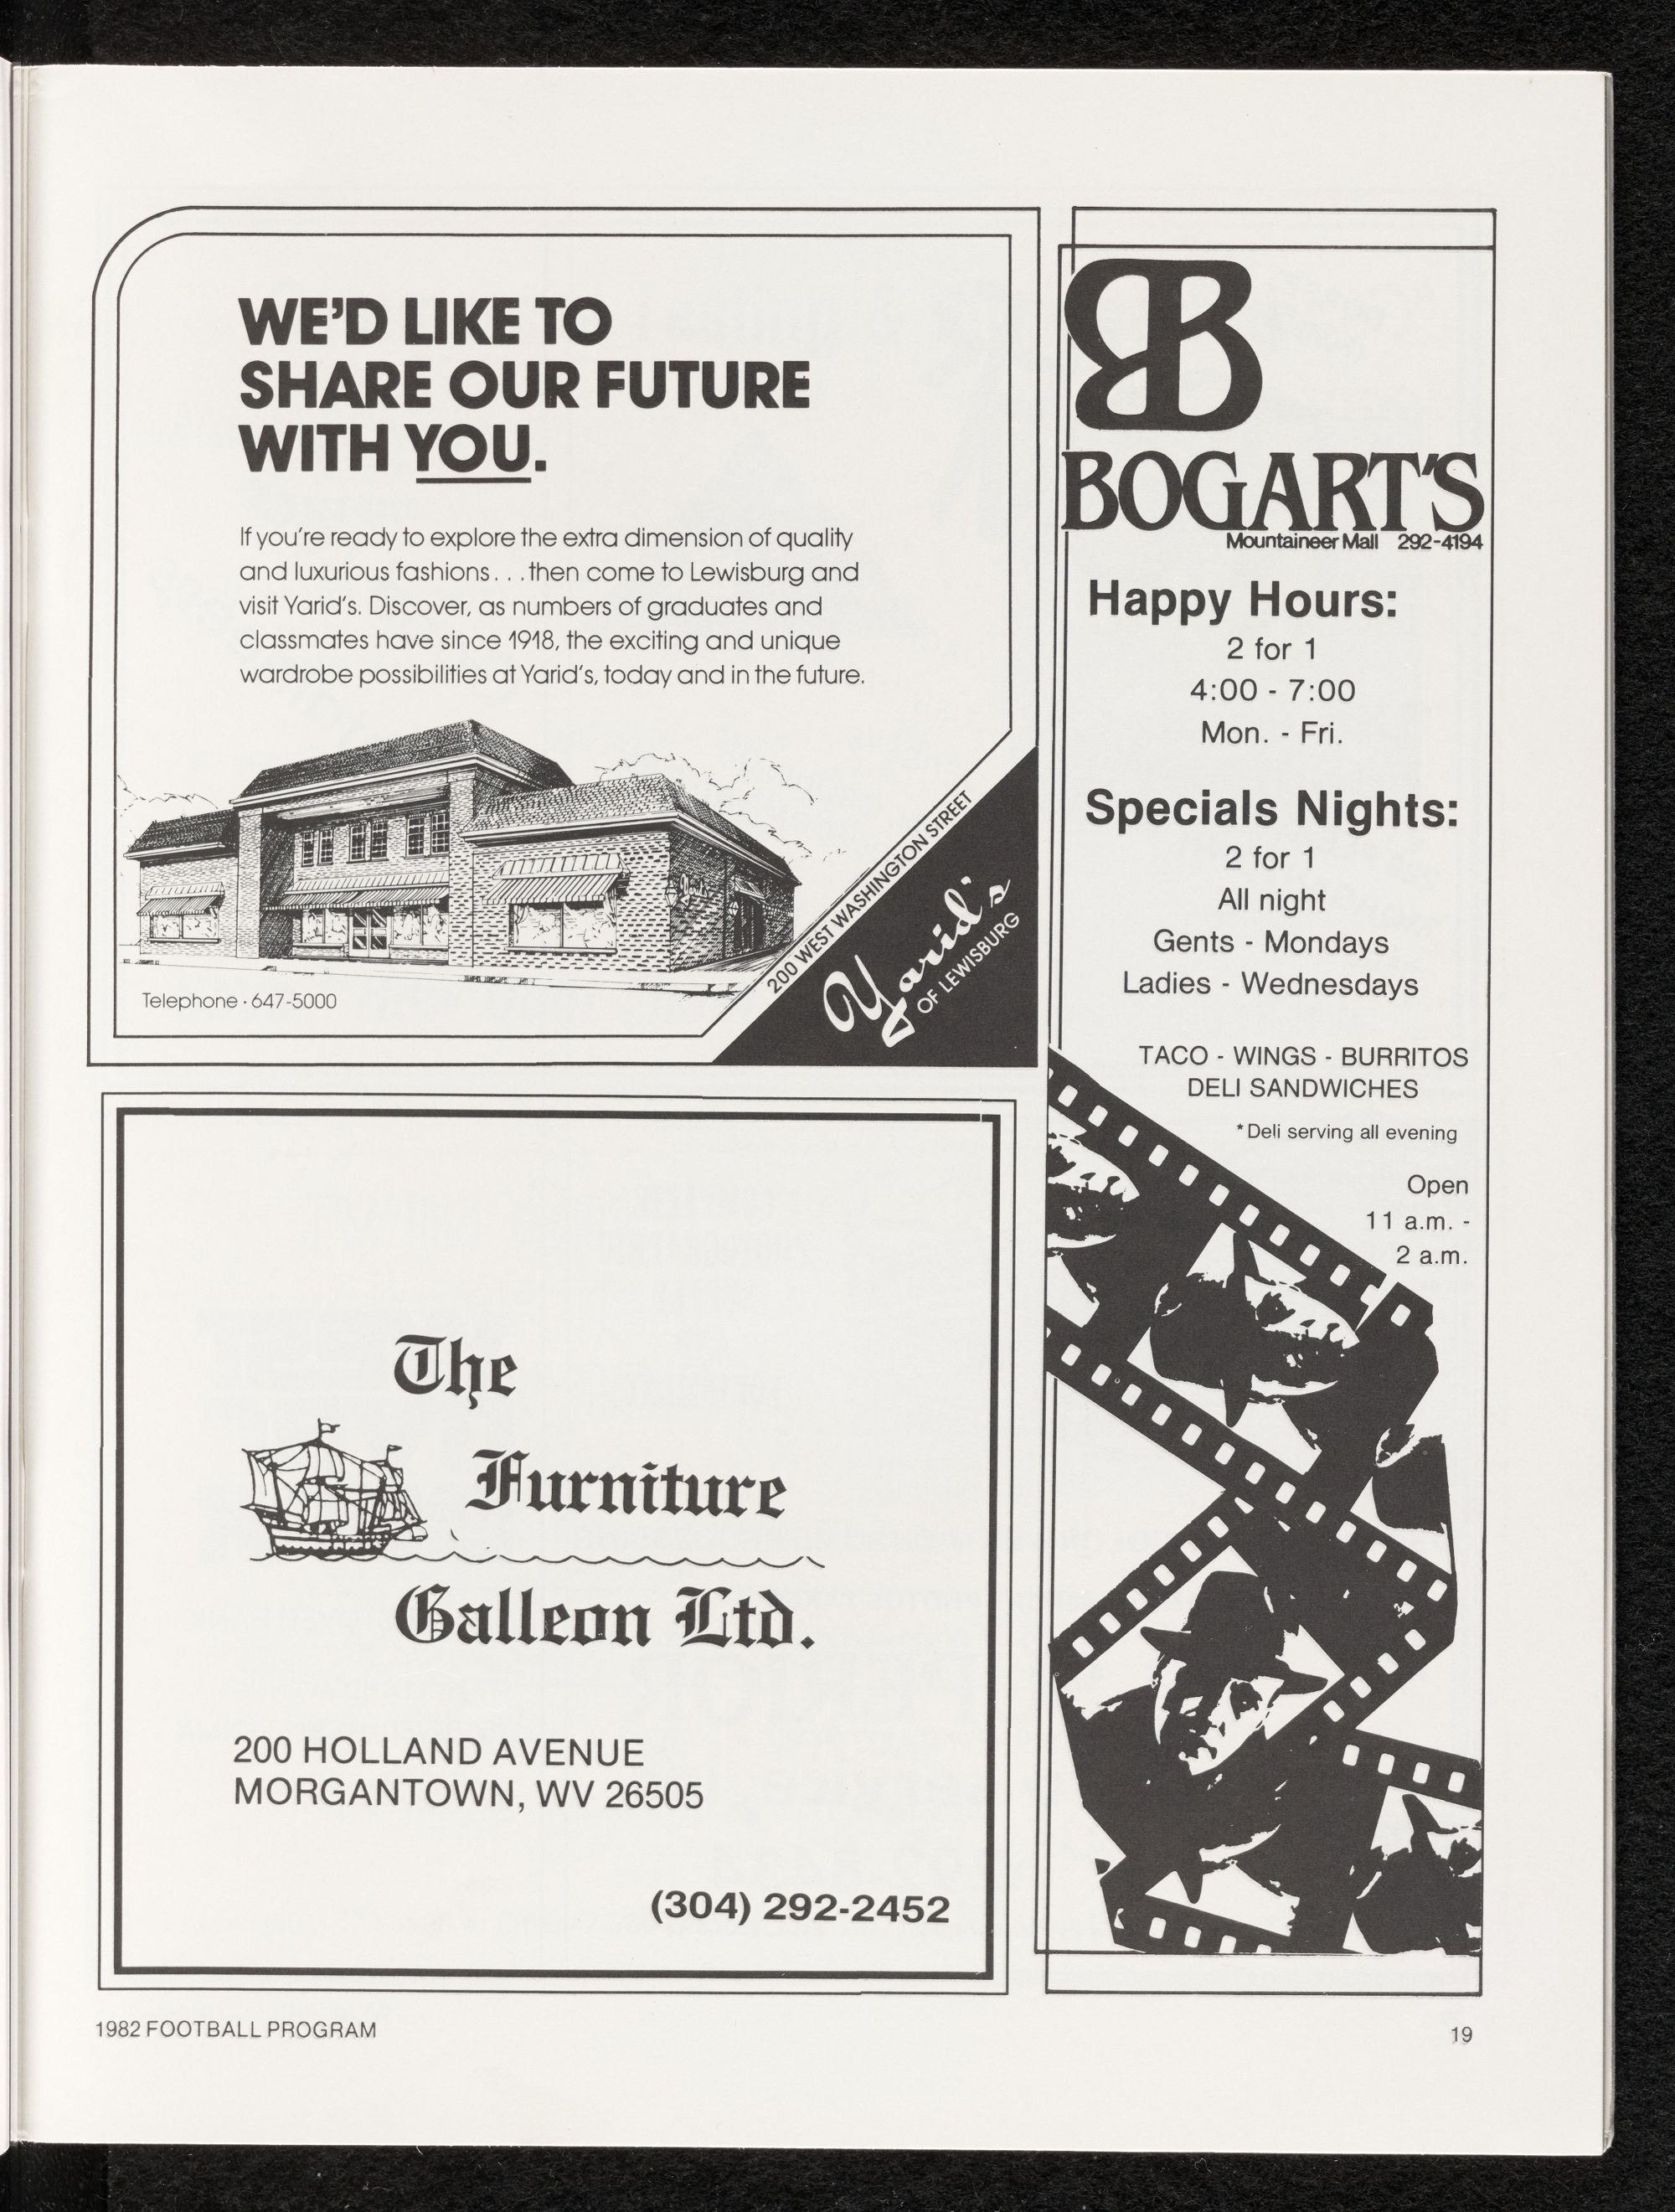 WE'D LIKE TO
SHARE OUR FUTURE
WITH YOU.
If you're ready to explore the extra dimension of quality
and luxurious fashions . . . then come to Lewisburg and
visit Yarid's. Discover, as numbers of graduates and
classmates have since 1918, the exciting and unique
wardrobe possibilities at Yarid's, today and in the future.
Telephone · 647-5000
200 WEST WASHINGTON STREET
Yarid's
OF LEWISBURG
The
Furniture
Galleon Ltd.
200 HOLLAND AVENUE
MORGANTOWN, WV 26505
(304) 292-2452
BOGART'S
Mountaineer Mall 292-4194
Happy Hours:
2 for 1
4:00 - 7:00
Mon. - Fri.
Specials Nights:
2 for 1
All night
Gents - Mondays
Ladies - Wednesdays
TACO - WINGS - BURRITOS
DELI SANDWICHES
*Deli serving all evening
Open
11 a.m. -
2 a.m.
1982 FOOTBALL PROGRAM
19